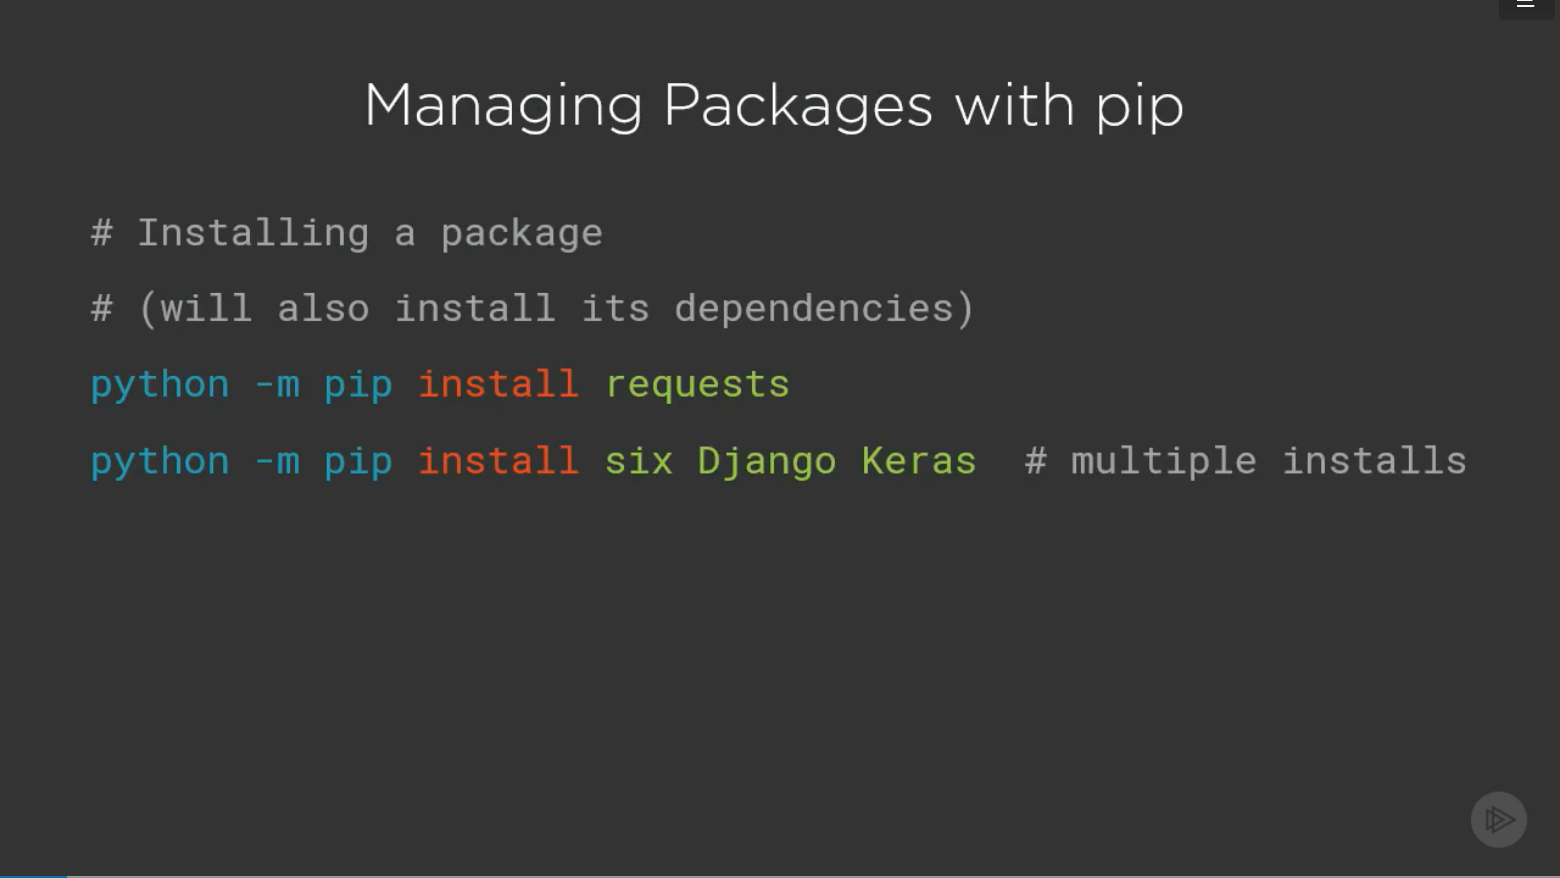 Managing Packages with pip
# Installing a package
# (will also install its dependencies)
python -m pip install requests
python -m pip install six Django Keras  # multiple installs